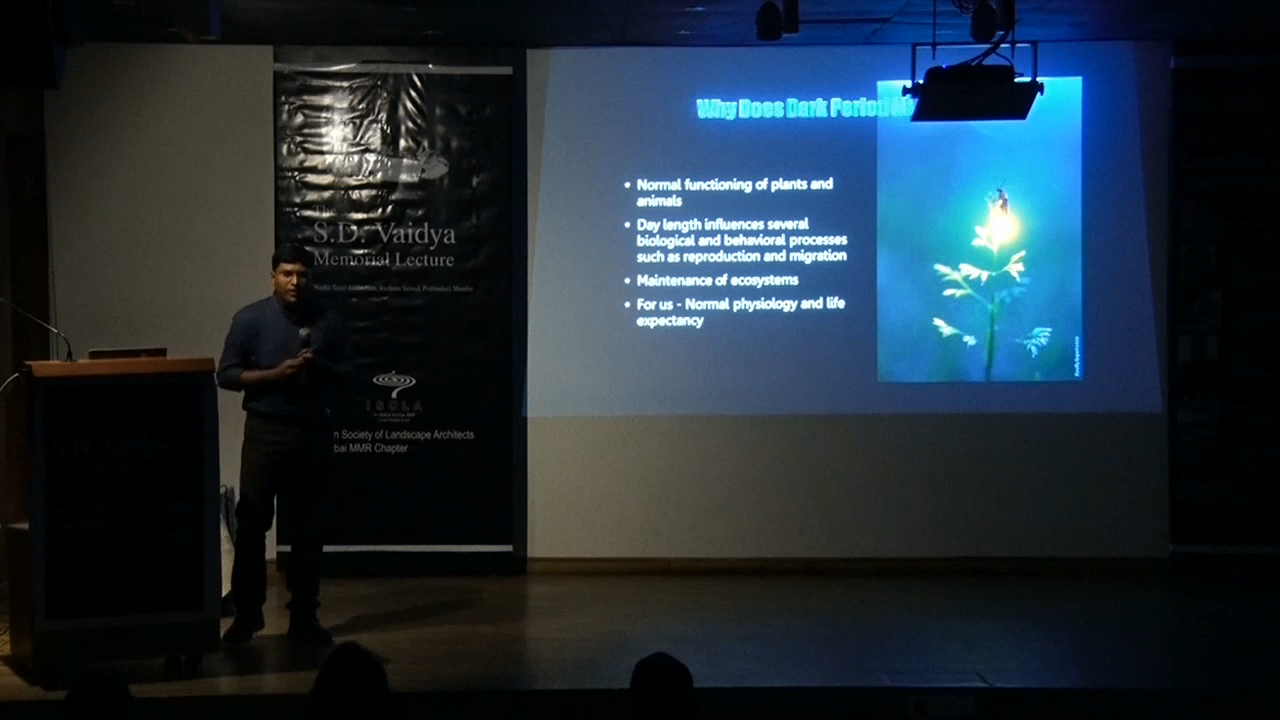 S.D. Vaidya
Memorial Lecture
ISOLA
n Society of Landscape Architects
bai MMR Chapter
Why Does Dark Period
• Normal functioning of plants and
animals
• Day length influences several
biological and behavioral processes
such as reproduction and migration
• Maintenance of ecosystems
• For us - Normal physiology and life
expectancy